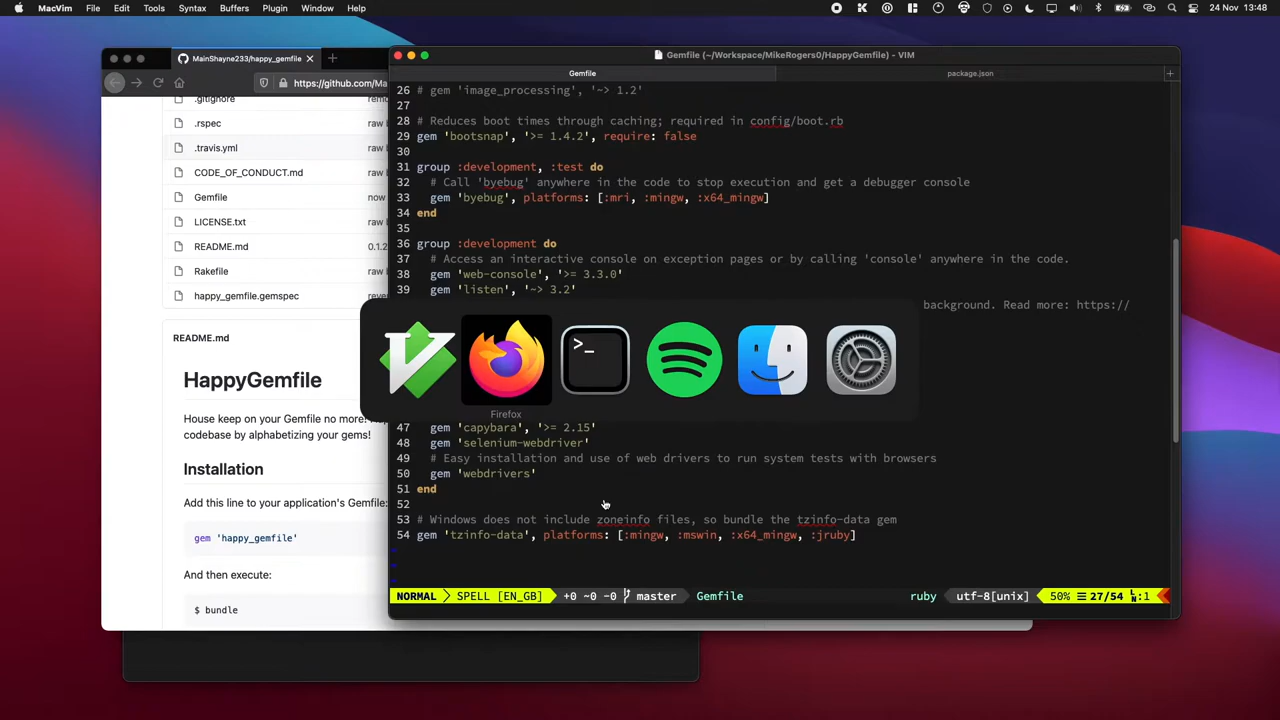 MacVim File Edit Tools Syntax Buffers Plugin Window Help
24 Nov 13:48
MainShayne233/happy_gemfile
https://github.com/Ma
.gitignore
.rspec raw b
.travis.yml raw b
CODE_OF_CONDUCT.md raw b
Gemfile now
LICENSE.txt raw b
README.md 0.1.2
Rakefile raw b
happy_gemfile.gemspec reve
README.md
HappyGemfile
House keep on your Gemfile no more!
codebase by alphabetizing your gems!
Installation
Add this line to your application's Gemfile:
gem 'happy_gemfile'
And then execute:
$ bundle
Gemfile (~/Workspace/MikeRogers0/HappyGemfile) - VIM
Gemfile
package.json
26 # gem 'image_processing', '~> 1.2'
27
28 # Reduces boot times through caching; required in config/boot.rb
29 gem 'bootsnap', '>= 1.4.2', require: false
30
31 group :development, :test do
32 # Call 'byebug' anywhere in the code to stop execution and get a debugger console
33 gem 'byebug', platforms: [:mri, :mingw, :x64_mingw]
34 end
35
36 group :development do
37 # Access an interactive console on exception pages or by calling 'console' anywhere in the code.
38 gem 'web-console', '>= 3.3.0'
39 gem 'listen', '~> 3.2'
background. Read more: https://
Firefox
47 gem 'capybara', '>= 2.15'
48 gem 'selenium-webdriver'
49 # Easy installation and use of web drivers to run system tests with browsers
50 gem 'webdrivers'
51 end
52
53 # Windows does not include zoneinfo files, so bundle the tzinfo-data gem
54 gem 'tzinfo-data', platforms: [:mingw, :mswin, :x64_mingw, :jruby]
NORMAL SPELL [EN_GB] +0 ~0 -0 master Gemfile ruby utf-8[unix] 50% 27/54 :1